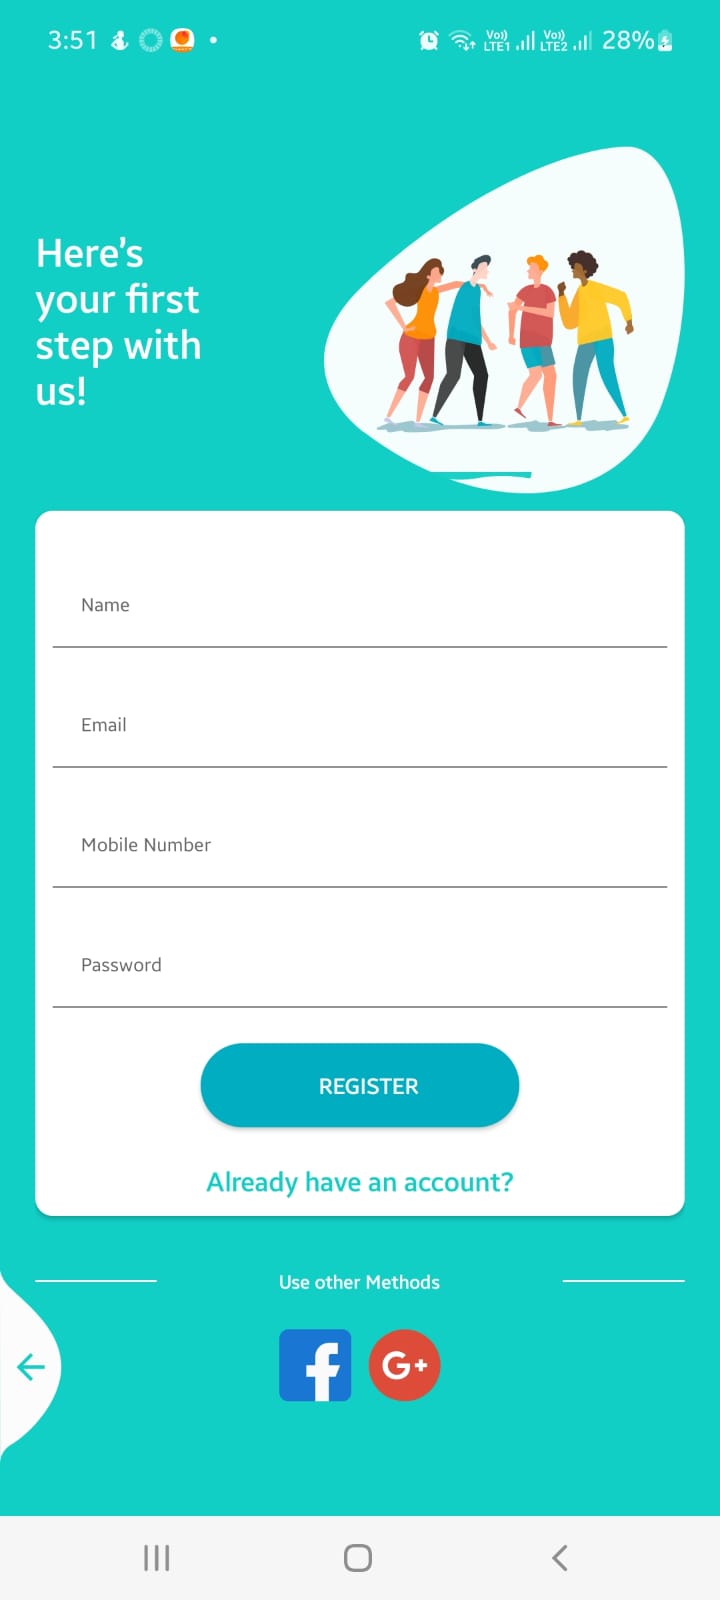 3:51
Vo)) LTE1 Vo)) LTE2 28%
Here's
your first
step with
us!
Name
Email
Mobile Number
Password
REGISTER
Already have an account?
Use other Methods
f G+